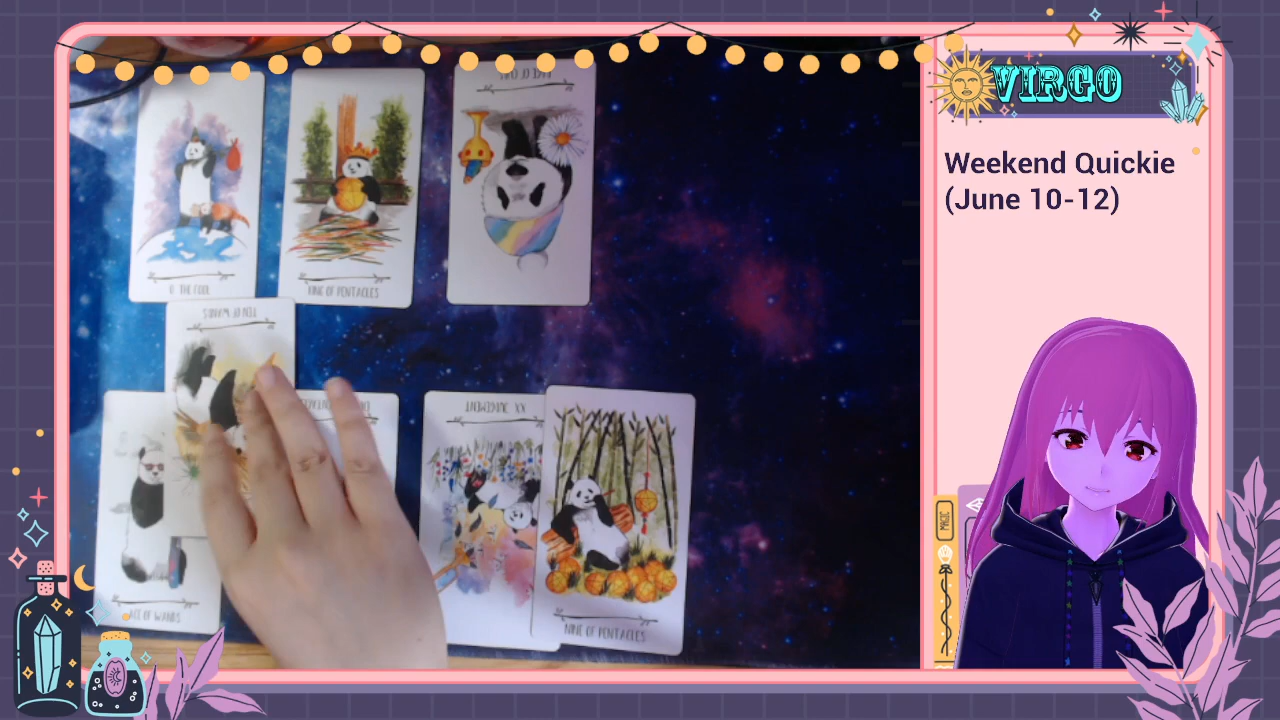 VIRGO
Weekend Quickie
(June 10-12)
0. THE FOOL
KING OF PENTACLES
TEN OF WANDS
XX. JUDGEMENT
ACE OF WANDS
NINE OF PENTACLES
MAGIC